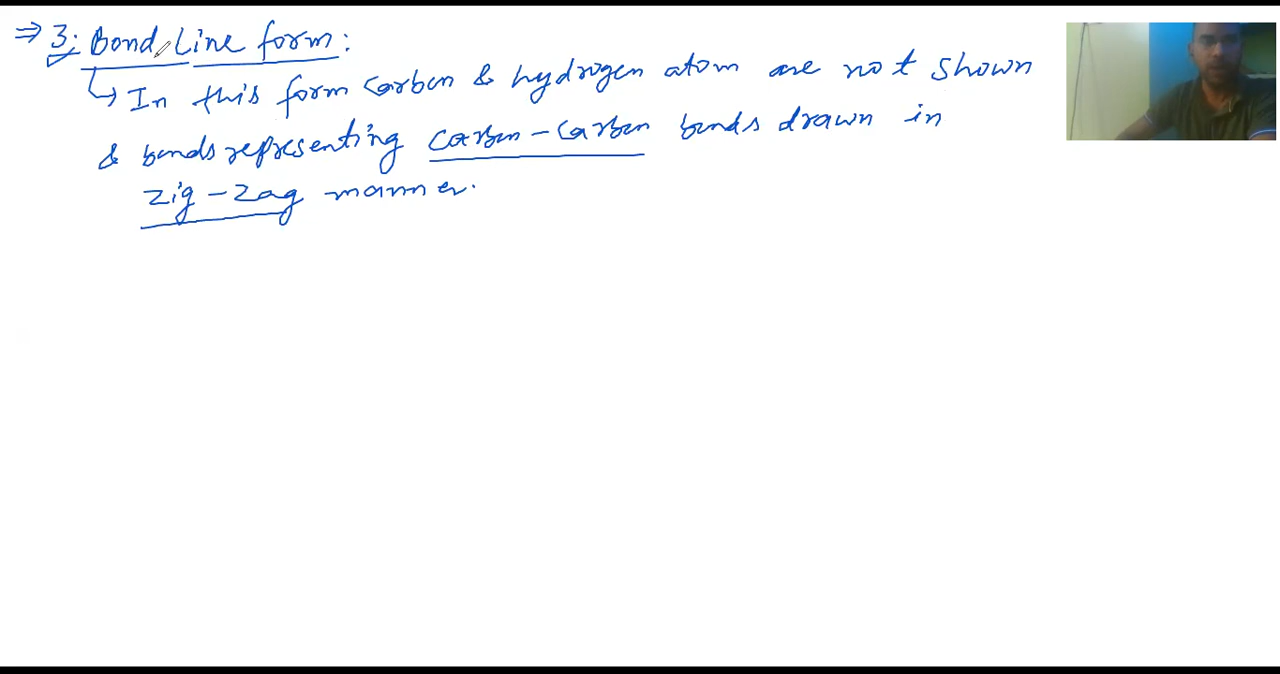 ⇒ 3: Bond Line form:
↳ In this form carbon & hydrogen atom are not shown
& bonds representing carbon-carbon bonds drawn in
zig-zag manner.